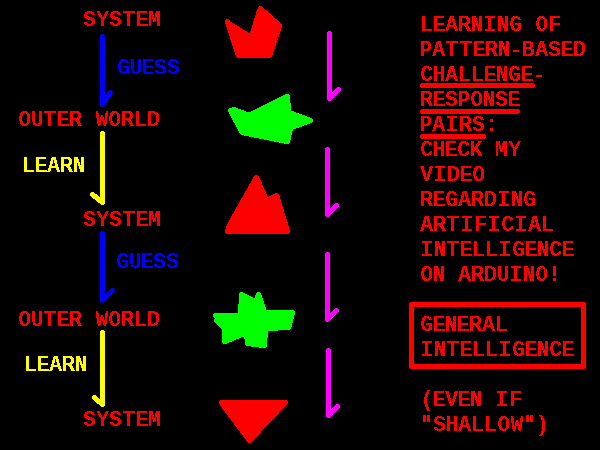 SYSTEM
GUESS
OUTER WORLD
LEARN
SYSTEM
GUESS
OUTER WORLD
LEARN
SYSTEM
LEARNING OF
PATTERN-BASED
CHALLENGE-
RESPONSE
PAIRS:
CHECK MY
VIDEO
REGARDING
ARTIFICIAL
INTELLIGENCE
ON ARDUINO!
GENERAL
INTELLIGENCE
(EVEN IF
"SHALLOW")